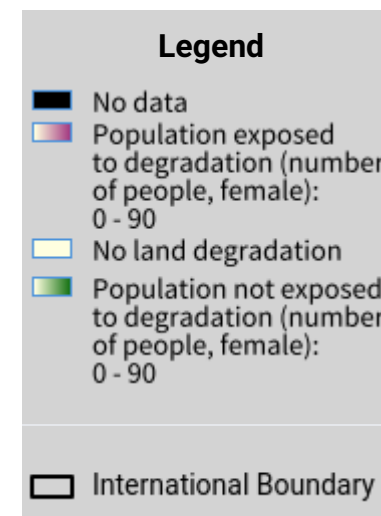 Legend
No data
Population exposed
to degradation (number
of people, female):
0 - 90
No land degradation
Population not exposed
to degradation (number
of people, female):
0 - 90
International Boundary